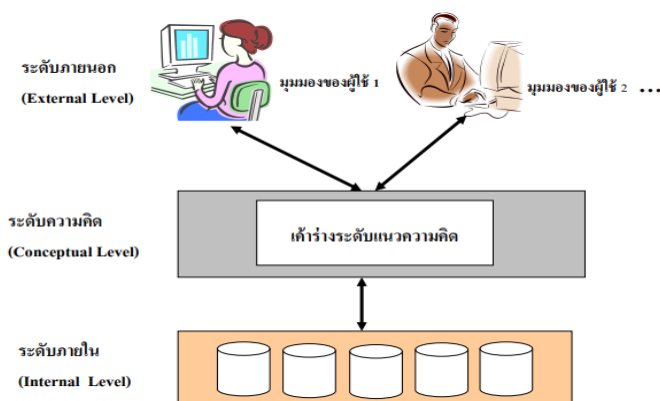 ระดับภายนอก
(External Level)
มุมมองของผู้ใช้ 1
มุมมองของผู้ใช้ 2 ...
ระดับความคิด
(Conceptual Level)
เค้าร่างระดับแนวความคิด
ระดับภายใน
(Internal Level)